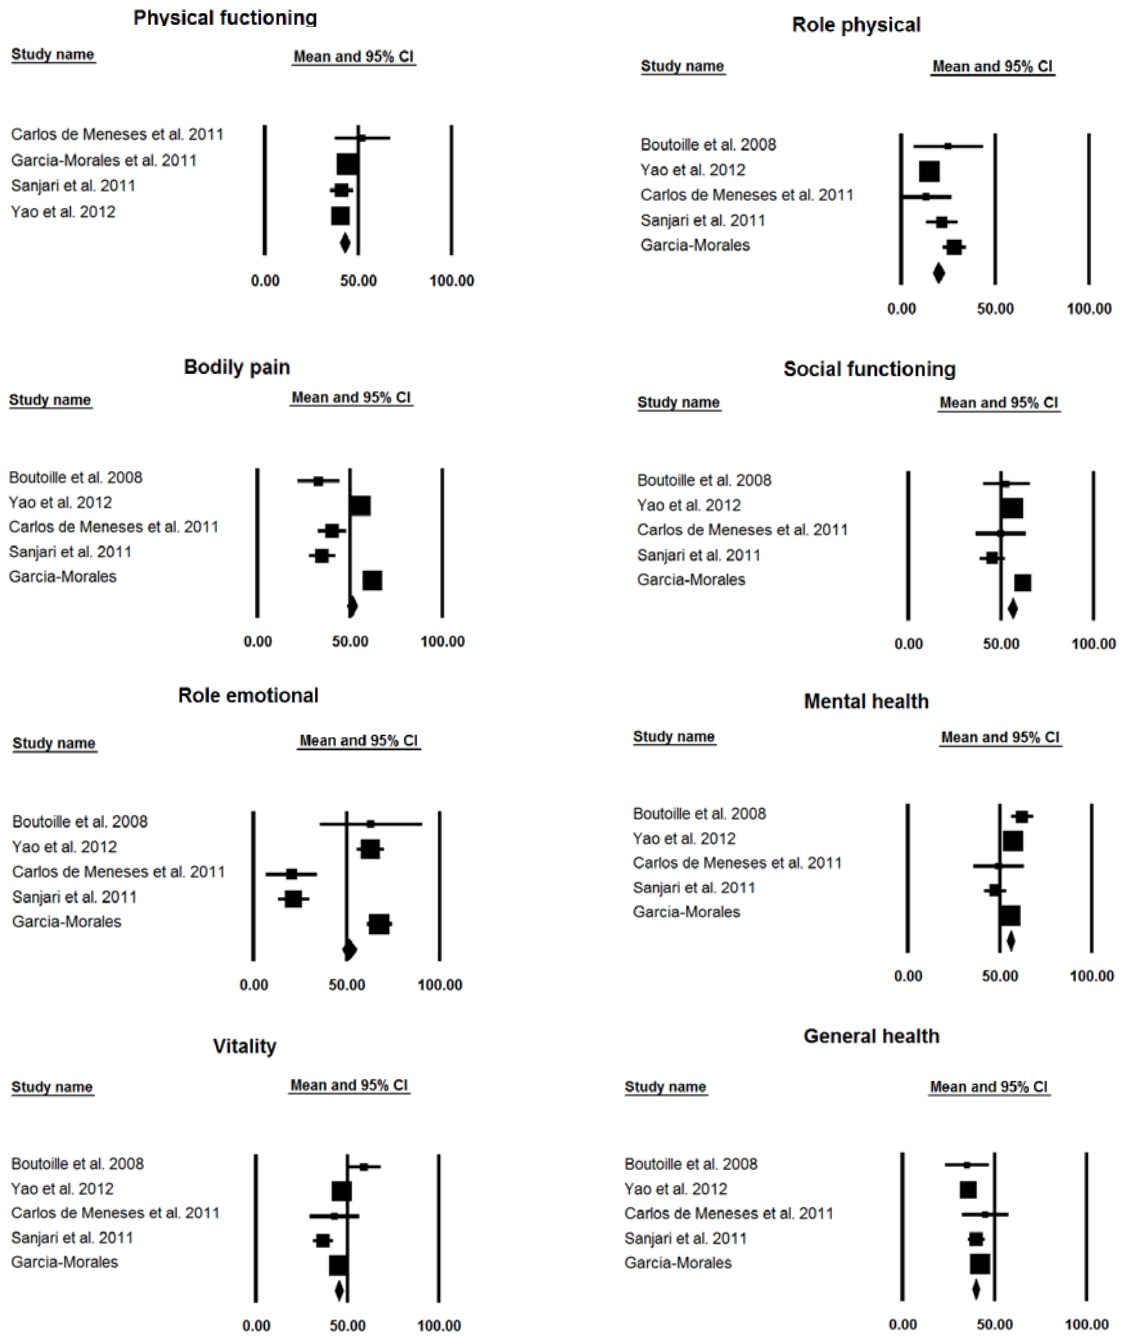 Physical fuctioning
Study name Mean and 95% CI
Carlos de Meneses et al. 2011
Garcia-Morales et al. 2011
Sanjari et al. 2011
Yao et al. 2012
0.00 50.00 100.00
Role physical
Study name Mean and 95% CI
Boutoille et al. 2008
Yao et al. 2012
Carlos de Meneses et al. 2011
Sanjari et al. 2011
Garcia-Morales
0.00 50.00 100.00
Bodily pain
Study name Mean and 95% CI
Boutoille et al. 2008
Yao et al. 2012
Carlos de Meneses et al. 2011
Sanjari et al. 2011
Garcia-Morales
0.00 50.00 100.00
Social functioning
Study name Mean and 95% CI
Boutoille et al. 2008
Yao et al. 2012
Carlos de Meneses et al. 2011
Sanjari et al. 2011
Garcia-Morales
0.00 50.00 100.00
Role emotional
Study name Mean and 95% CI
Boutoille et al. 2008
Yao et al. 2012
Carlos de Meneses et al. 2011
Sanjari et al. 2011
Garcia-Morales
0.00 50.00 100.00
Mental health
Study name Mean and 95% CI
Boutoille et al. 2008
Yao et al. 2012
Carlos de Meneses et al. 2011
Sanjari et al. 2011
Garcia-Morales
0.00 50.00 100.00
Vitality
Study name Mean and 95% CI
Boutoille et al. 2008
Yao et al. 2012
Carlos de Meneses et al. 2011
Sanjari et al. 2011
Garcia-Morales
0.00 50.00 100.00
General health
Study name Mean and 95% CI
Boutoille et al. 2008
Yao et al. 2012
Carlos de Meneses et al. 2011
Sanjari et al. 2011
Garcia-Morales
0.00 50.00 100.00